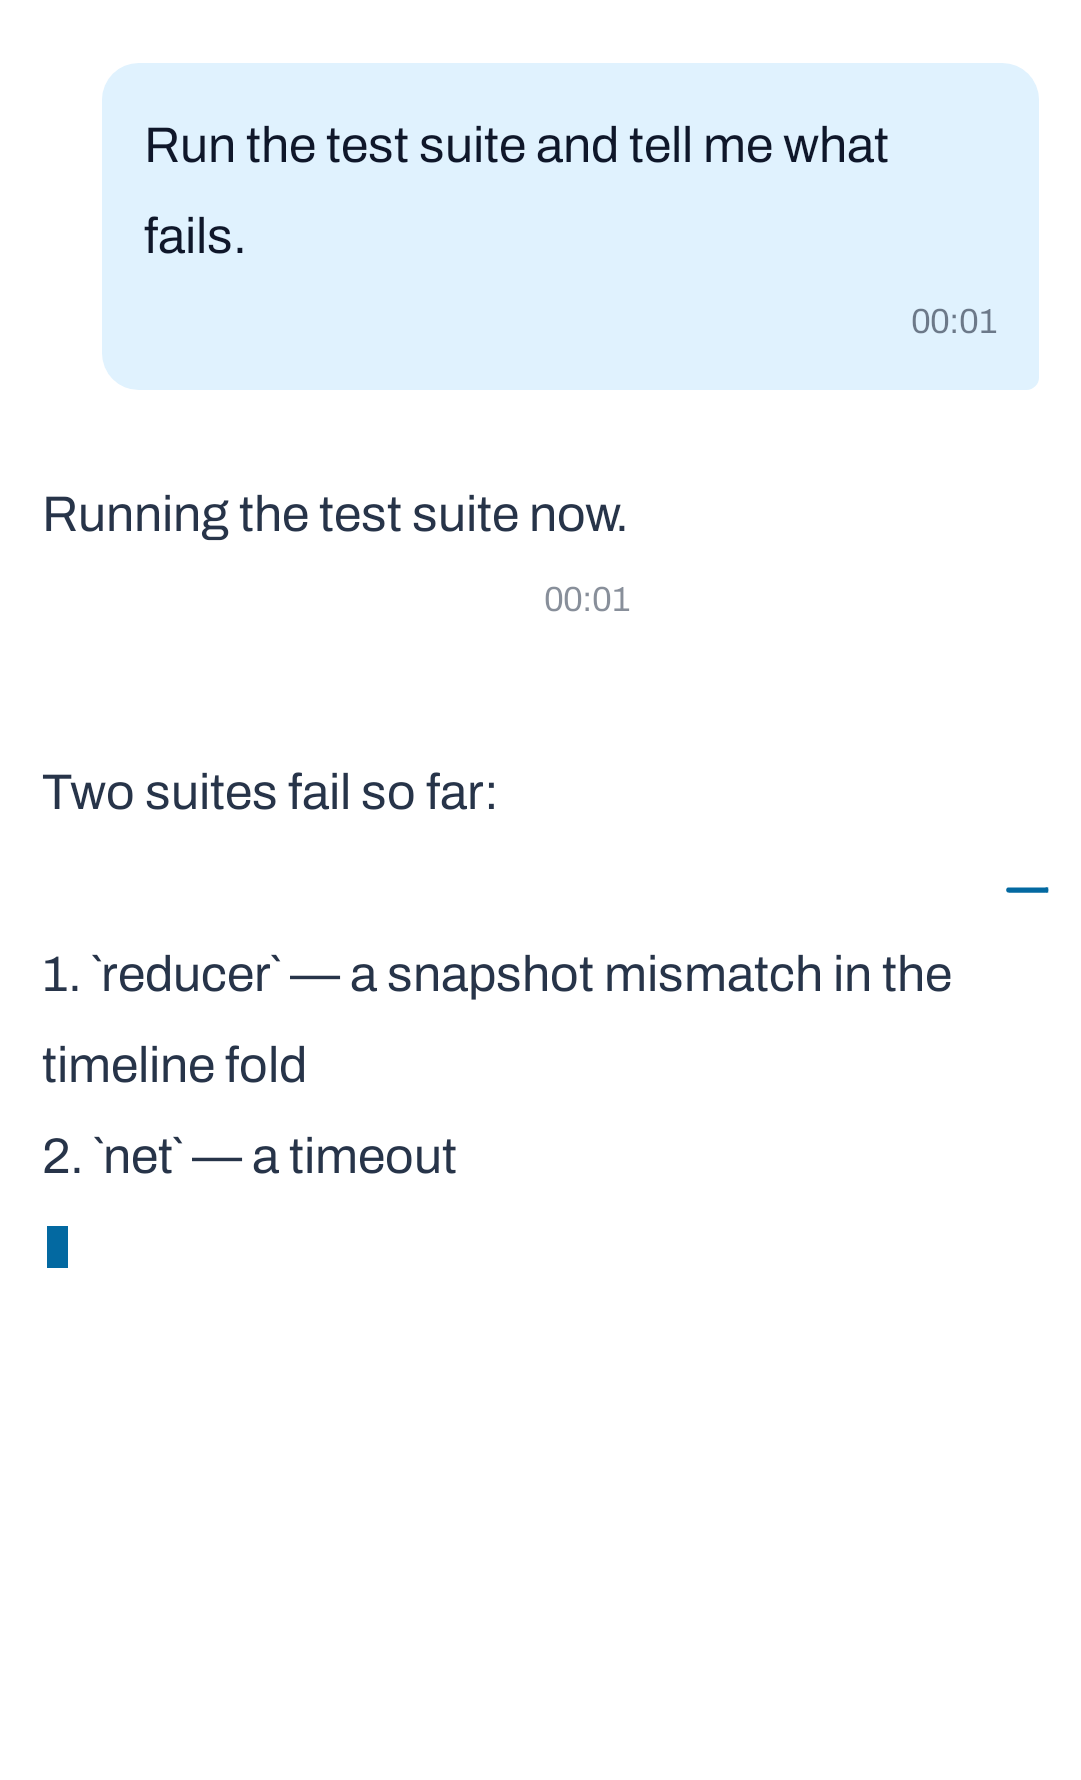 Run the test suite and tell me what
fails.
00:01
Running the test suite now.
00:01
Two suites fail so far:
1. `reducer` — a snapshot mismatch in the
timeline fold
2. `net` — a timeout